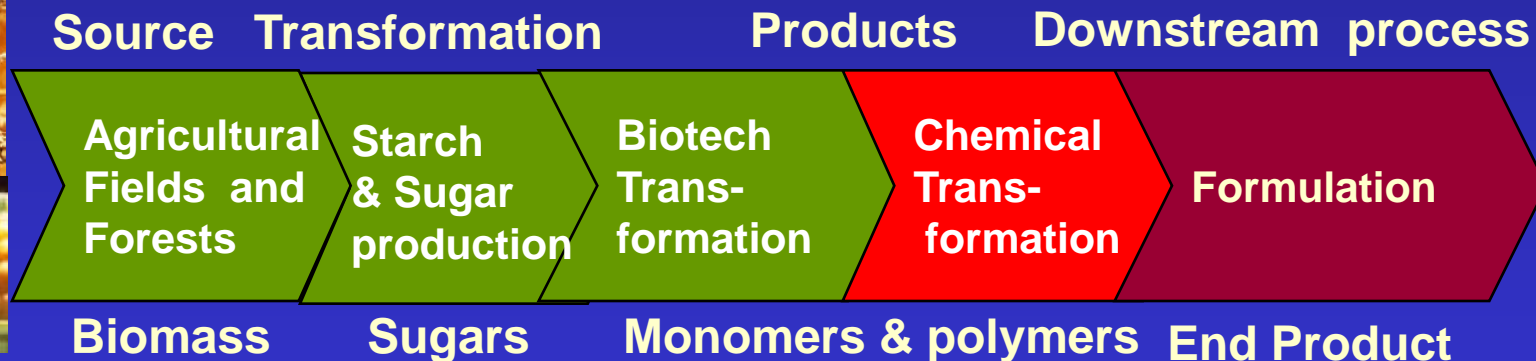 Source Transformation Products Downstream process
Agricultural
Fields and
Forests
Starch
& Sugar
production
Biotech
Trans-
formation
Chemical
Trans-
formation
Formulation
Biomass Sugars Monomers & polymers End Product